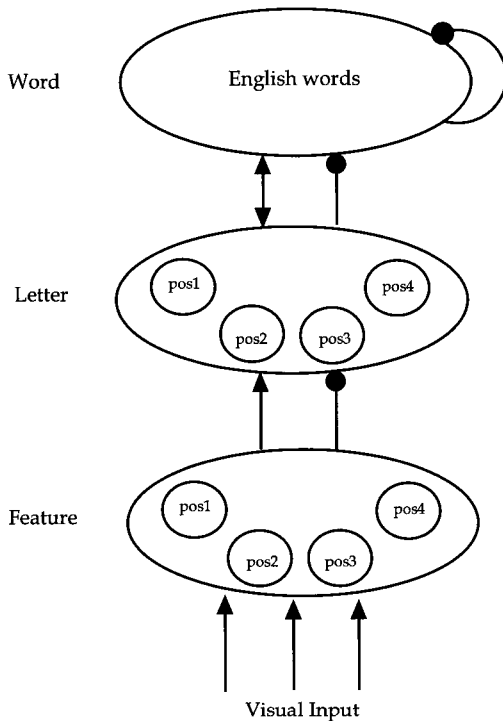 Word
English words
Letter
pos1
pos4
pos2
pos3
Feature
pos1
pos4
pos2
pos3
Visual Input